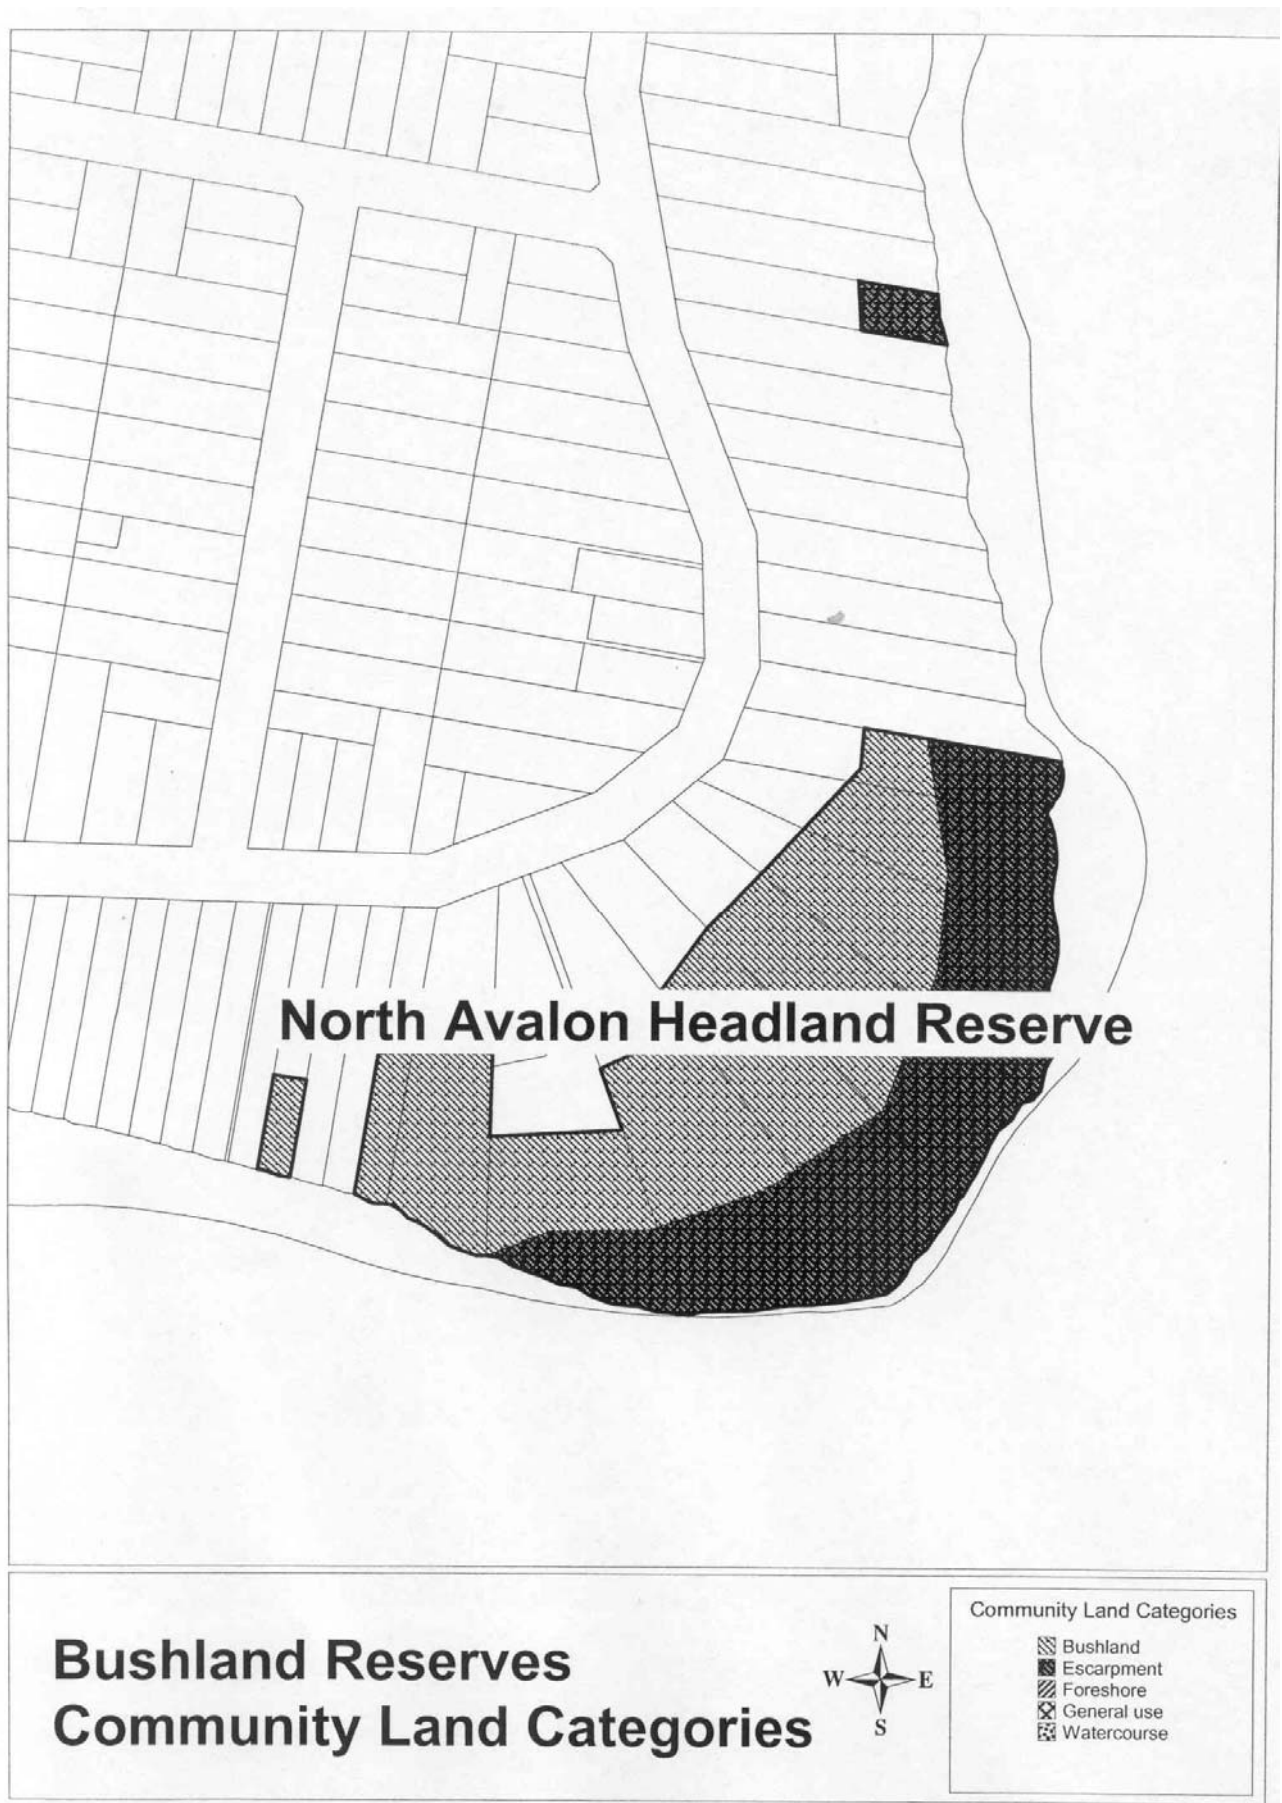 North Avalon Headland Reserve
Bushland Reserves
Community Land Categories
N
W
E
S
Community Land Categories
Bushland
Escarpment
Foreshore
General use
Watercourse